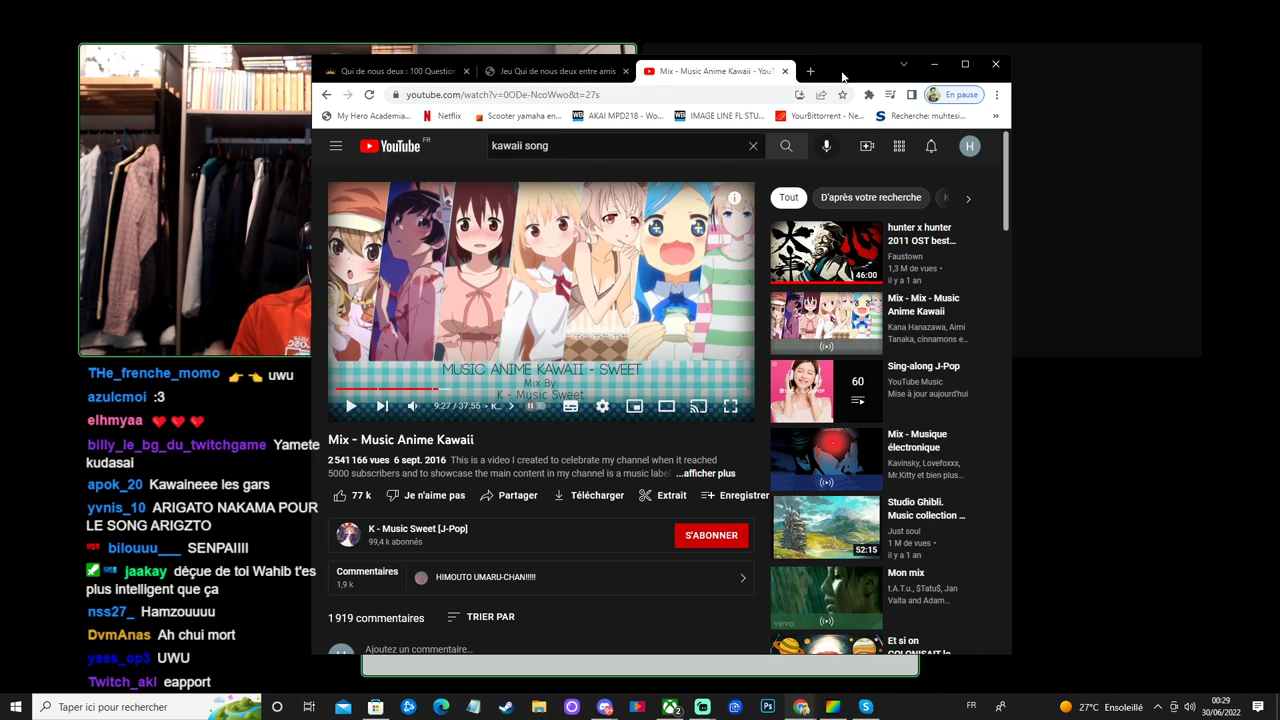 Qui de nous deux : 100 Question
Jeu Qui de nous deux entre amis
Mix - Music Anime Kawaii - YouT
youtube.com/watch?v=0ODe-NcoWwo&t=27s
En pause
My Hero Academia...
Netflix
Scooter yamaha en...
AKAI MPD218 - Wo...
IMAGE LINE FL STU...
YourBittorrent - Ne...
Recherche: muhtesi...
»
YouTube FR
kawaii song
H
Tout
D'après votre recherche
MUSIC ANIME KAWAII - SWEET
Mix By
K - Music Sweet
9:27 / 37:55 • K...
Mix - Music Anime Kawaii
2 541 166 vues 6 sept. 2016 This is a video I created to celebrate my channel when it reached
5000 subscribers and to showcase the main content in my channel is a music label ...afficher plus
77 k
Je n'aime pas
Partager
Télécharger
Extrait
Enregistrer
K - Music Sweet [J-Pop]
99,4 k abonnés
S'ABONNER
Commentaires
1,9 k
HIMOUTO UMARU-CHAN!!!!!
1 919 commentaires
TRIER PAR
Ajoutez un commentaire...
hunter x hunter
2011 OST best...
Faustown
1,3 M de vues •
il y a 1 an
46:00
Mix - Mix - Music
Anime Kawaii
Kana Hanazawa, Aimi
Tanaka, cinnamons e...
Sing-along J-Pop
YouTube Music
Mise à jour aujourd'hui
60
Mix - Musique
électronique
Kavinsky, Lovefoxxx,
Mr.Kitty et bien plus...
Studio Ghibli.
Music collection ...
Just soul
1 M de vues •
il y a 1 an
52:15
Mon mix
t.A.T.u., $Tatu$, Jan
Valta and Adam...
vevo
Et si on
COLONISAIT le
THe_frenche_momo 👉 👈 uwu
azulcmoi :3
elhmyaa ❤ ❤ ❤
billy_le_bg_du_twitchgame Yamete
kudasai
apok_20 Kawaineee les gars
yvnis_10 ARIGATO NAKAMA POUR
LE SONG ARIGZTO
bilouuu___ SENPAIIII
jaakay déçue de toi Wahib t'es
plus intelligent que ça
nss27_ Hamzouuuu
DvmAnas Ah chui mort
yass_op3 UWU
Twitch_akl eapport
Taper ici pour rechercher
2
27°C Ensoleillé
FR
00:29
30/06/2022